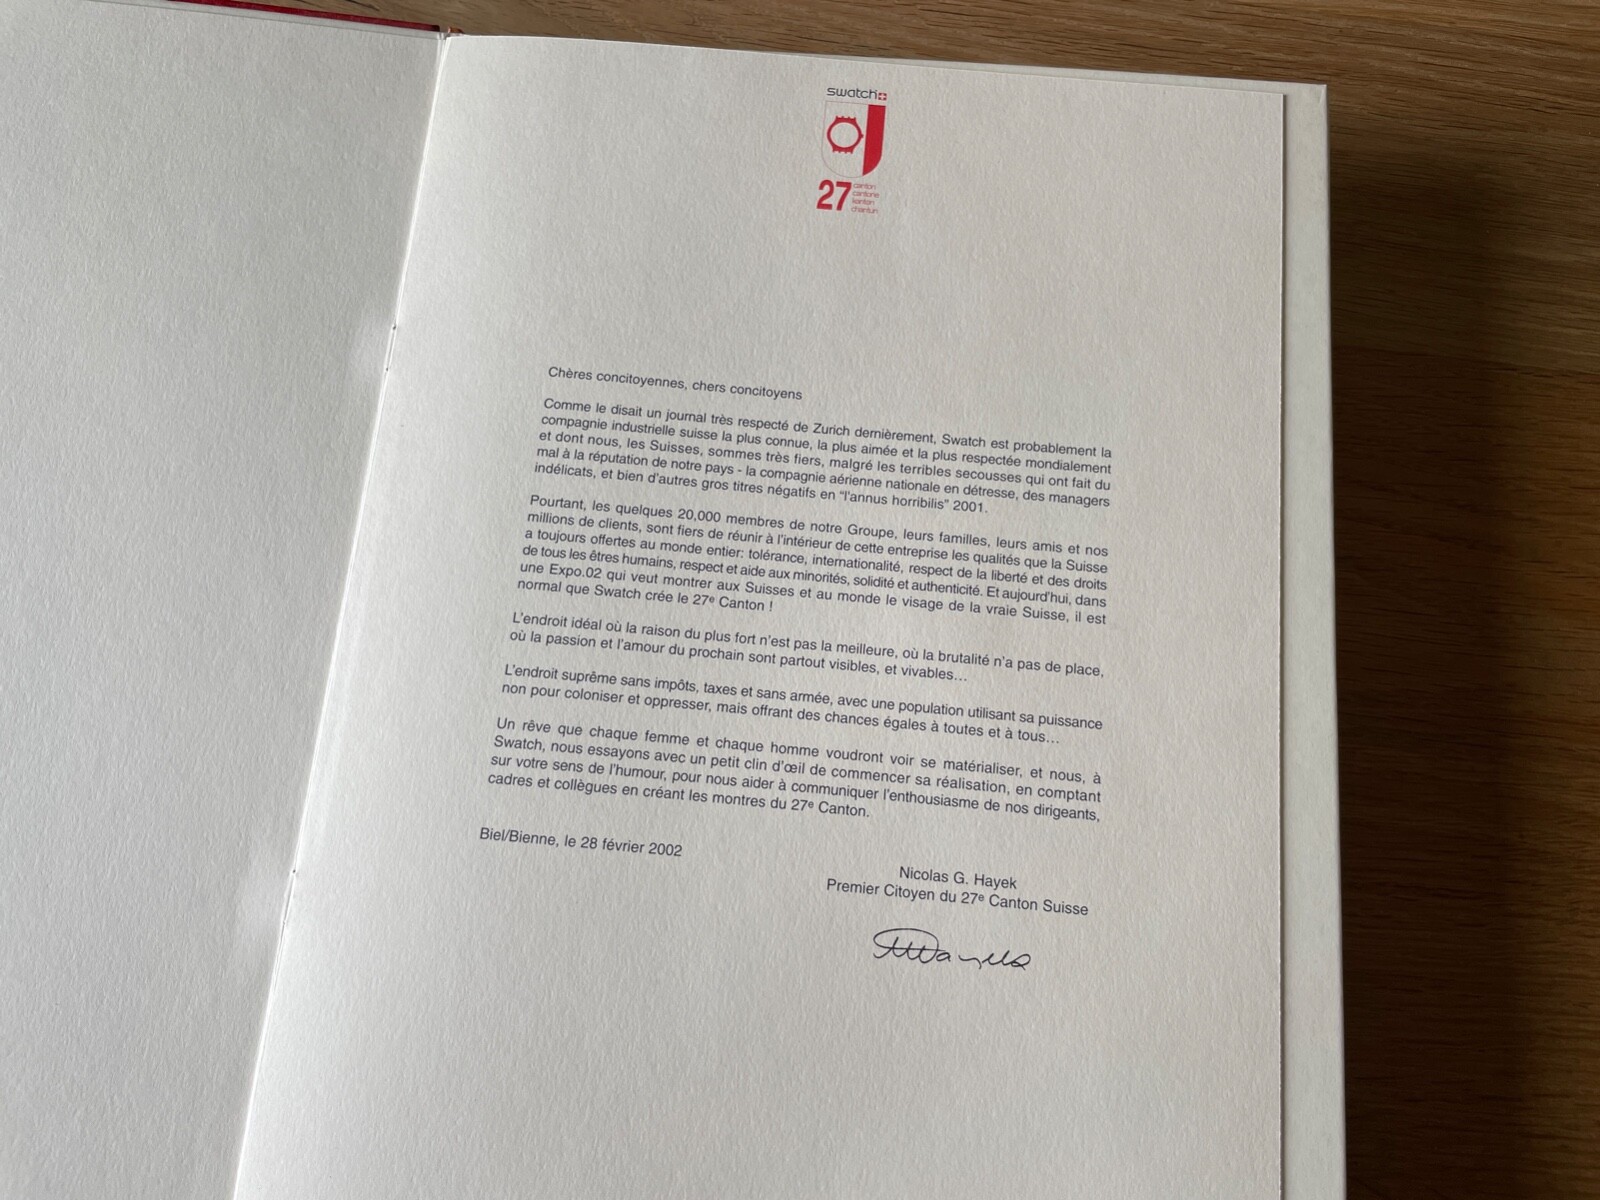 swatch
27
canton
cantone
kanton
chantun
Chères concitoyennes, chers concitoyens
Comme le disait un journal très respecté de Zurich dernièrement, Swatch est probablement la
compagnie industrielle suisse la plus connue, la plus aimée et la plus respectée mondialement
et dont nous, les Suisses, sommes très fiers, malgré les terribles secousses qui ont fait du
mal à la réputation de notre pays - la compagnie aérienne nationale en détresse, des managers
indélicats, et bien d'autres gros titres négatifs en "l'annus horribilis" 2001.
Pourtant, les quelques 20,000 membres de notre Groupe, leurs familles, leurs amis et nos
millions de clients, sont fiers de réunir à l'intérieur de cette entreprise les qualités que la Suisse
a toujours offertes au monde entier: tolérance, internationalité, respect de la liberté et des droits
de tous les êtres humains, respect et aide aux minorités, solidité et authenticité. Et aujourd'hui, dans
une Expo.02 qui veut montrer aux Suisses et au monde le visage de la vraie Suisse, il est
normal que Swatch crée le 27e Canton !
L'endroit idéal où la raison du plus fort n'est pas la meilleure, où la brutalité n'a pas de place,
où la passion et l'amour du prochain sont partout visibles, et vivables...
L'endroit suprême sans impôts, taxes et sans armée, avec une population utilisant sa puissance
non pour coloniser et oppresser, mais offrant des chances égales à toutes et à tous...
Un rêve que chaque femme et chaque homme voudront voir se matérialiser, et nous, à
Swatch, nous essayons avec un petit clin d'œil de commencer sa réalisation, en comptant
sur votre sens de l'humour, pour nous aider à communiquer l'enthousiasme de nos dirigeants,
cadres et collègues en créant les montres du 27e Canton.
Biel/Bienne, le 28 février 2002
Nicolas G. Hayek
Premier Citoyen du 27e Canton Suisse